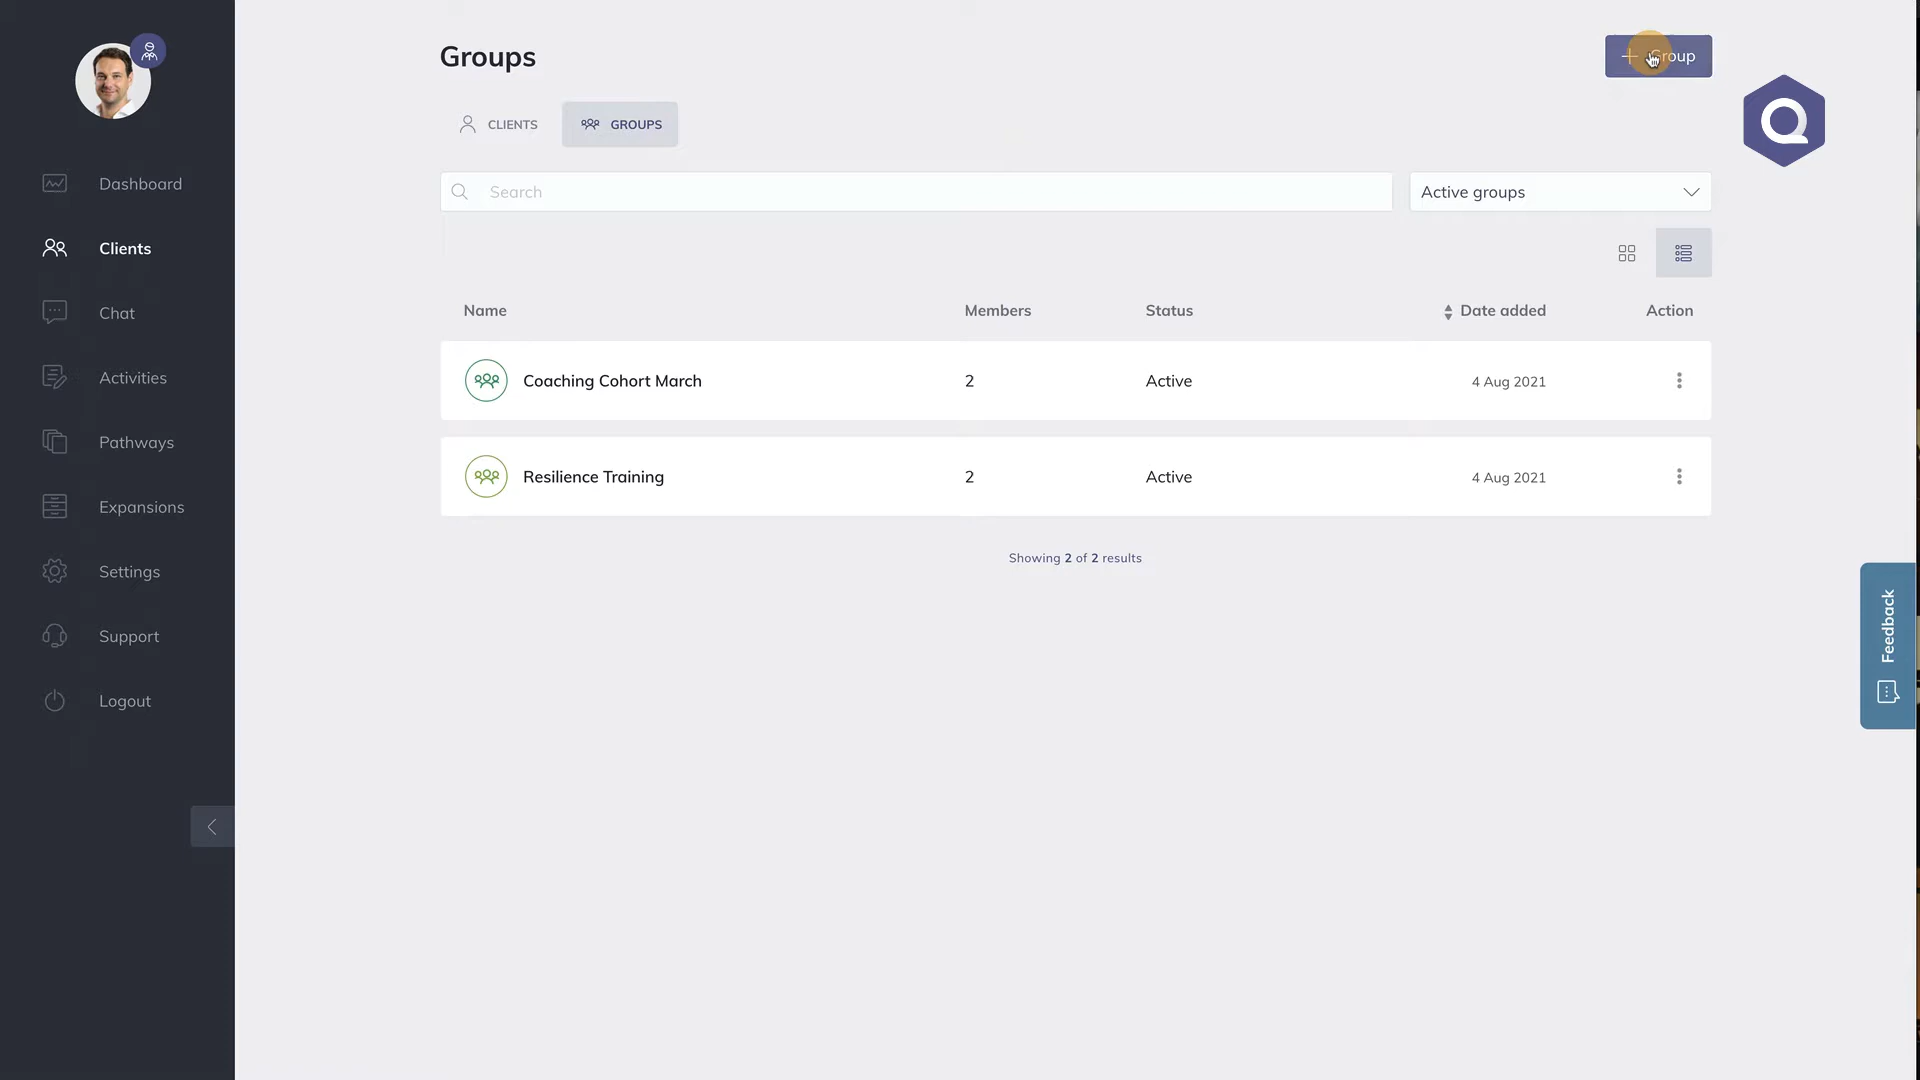 Groups
Group
CLIENTS
GROUPS
Search
Active groups
Dashboard
Clients
Chat
Activities
Pathways
Expansions
Settings
Support
Logout
Name Members Status Date added Action
Coaching Cohort March 2 Active 4 Aug 2021
Resilience Training 2 Active 4 Aug 2021
Showing 2 of 2 results
Feedback